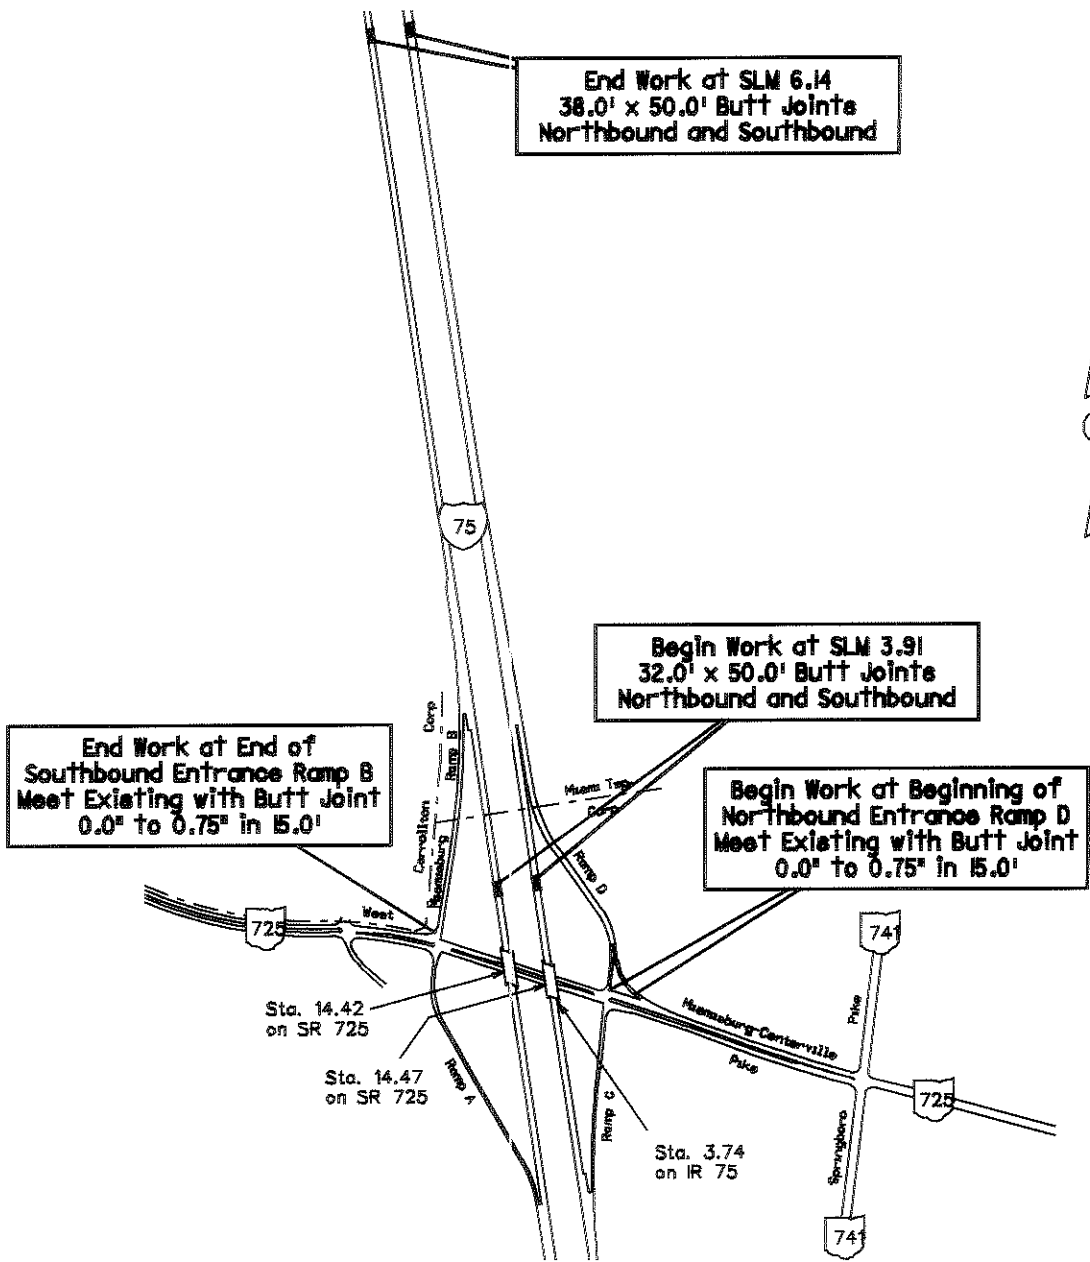 End Work at SLM 6.14
38.0' x 50.0' Butt Joints
Northbound and Southbound
75
Begin Work at SLM 3.91
32.0' x 50.0' Butt Joints
Northbound and Southbound
End Work at End of
Southbound Entrance Ramp B
Meet Existing with Butt Joint
0.0" to 0.75" in 15.0'
Corp
Ramp B
Carrollton
Miami Twp
Corp
Begin Work at Beginning of
Northbound Entrance Ramp D
Meet Existing with Butt Joint
0.0" to 0.75" in 15.0'
Ramp D
West
725
741
Sta. 14.42
on SR 725
Sta. 14.47
on SR 725
Ramp A
Ramp C
Sta. 3.74
on IR 75
Miamisburg-Centerville
Pike
Pike
725
Springboro
741